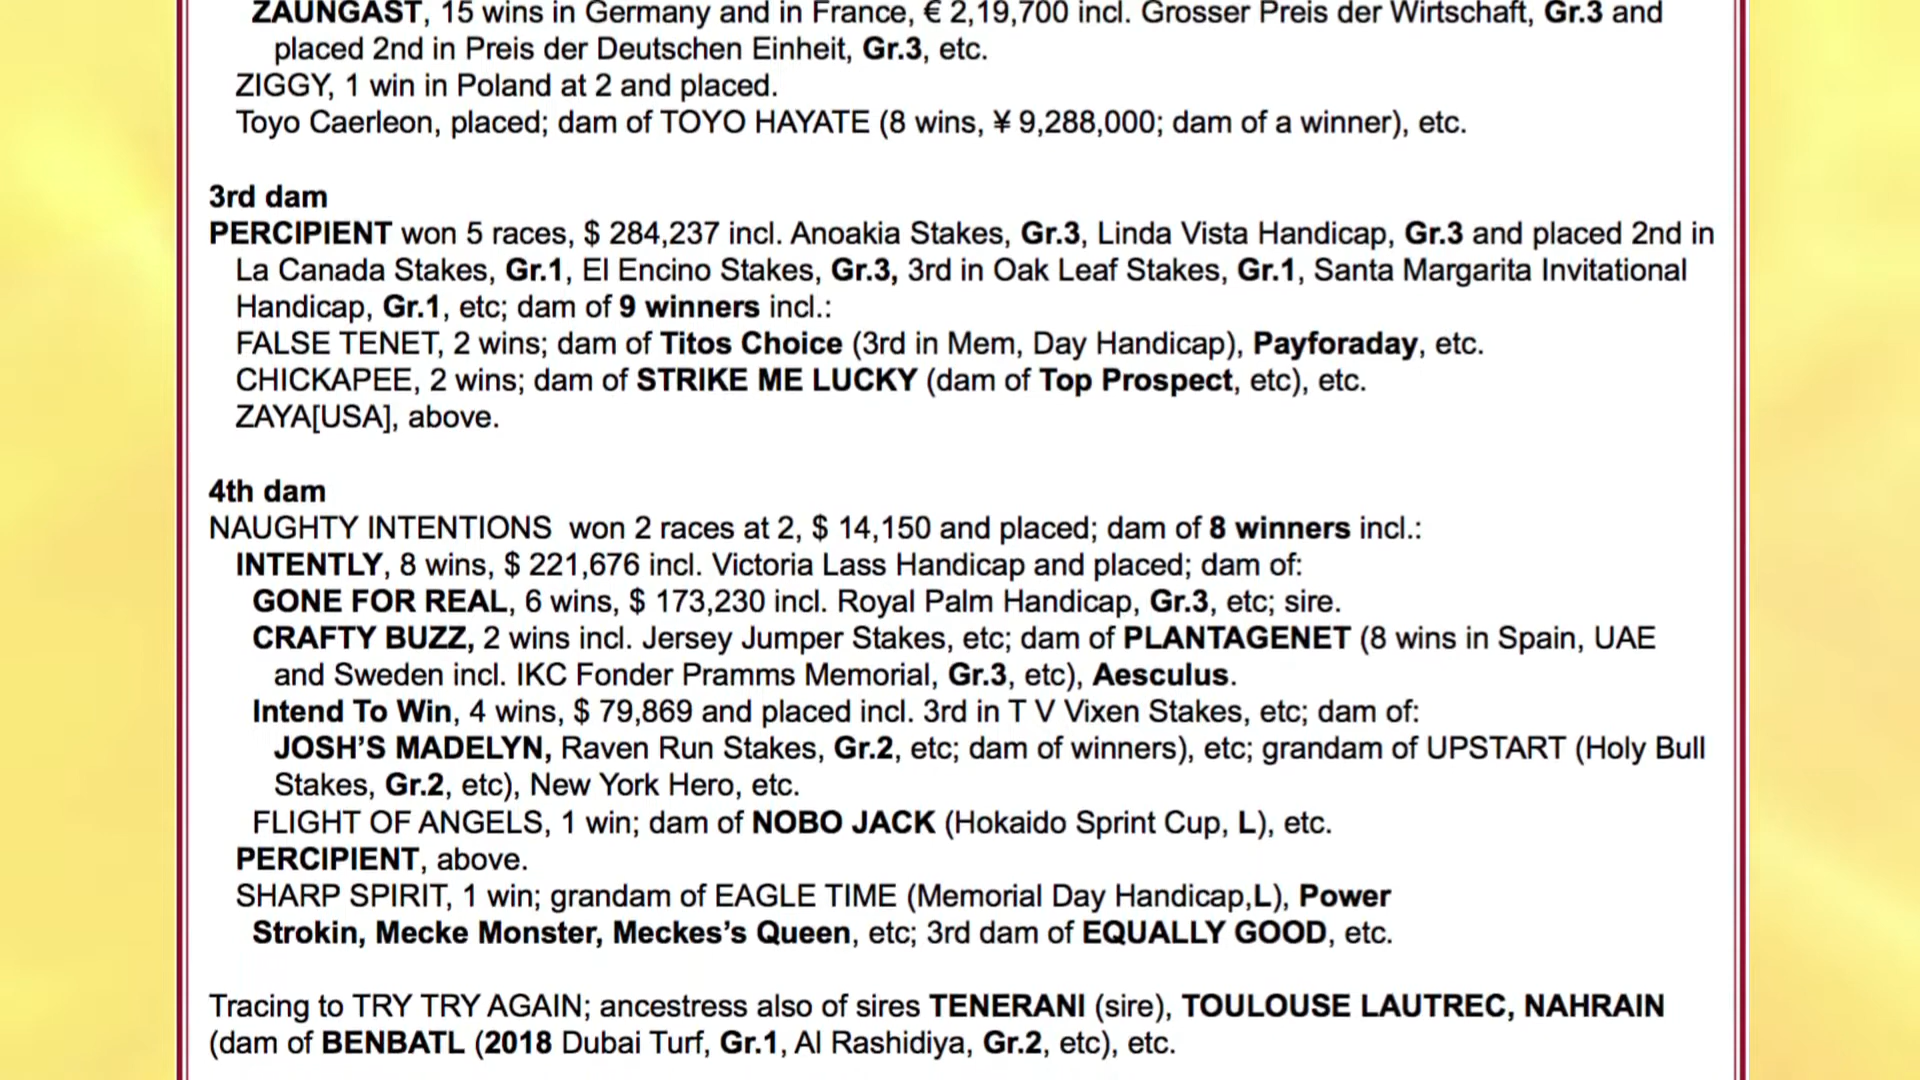 ZAUNGAST, 15 wins in Germany and in France, € 2,19,700 incl. Grosser Preis der Wirtschaft, Gr.3 and
placed 2nd in Preis der Deutschen Einheit, Gr.3, etc.
ZIGGY, 1 win in Poland at 2 and placed.
Toyo Caerleon, placed; dam of TOYO HAYATE (8 wins, ¥ 9,288,000; dam of a winner), etc.
3rd dam
PERCIPIENT won 5 races, $ 284,237 incl. Anoakia Stakes, Gr.3, Linda Vista Handicap, Gr.3 and placed 2nd in
La Canada Stakes, Gr.1, El Encino Stakes, Gr.3, 3rd in Oak Leaf Stakes, Gr.1, Santa Margarita Invitational
Handicap, Gr.1, etc; dam of 9 winners incl.:
FALSE TENET, 2 wins; dam of Titos Choice (3rd in Mem, Day Handicap), Payforaday, etc.
CHICKAPEE, 2 wins; dam of STRIKE ME LUCKY (dam of Top Prospect, etc), etc.
ZAYA[USA], above.
4th dam
NAUGHTY INTENTIONS won 2 races at 2, $ 14,150 and placed; dam of 8 winners incl.:
INTENTLY, 8 wins, $ 221,676 incl. Victoria Lass Handicap and placed; dam of:
GONE FOR REAL, 6 wins, $ 173,230 incl. Royal Palm Handicap, Gr.3, etc; sire.
CRAFTY BUZZ, 2 wins incl. Jersey Jumper Stakes, etc; dam of PLANTAGENET (8 wins in Spain, UAE
and Sweden incl. IKC Fonder Pramms Memorial, Gr.3, etc), Aesculus.
Intend To Win, 4 wins, $ 79,869 and placed incl. 3rd in T V Vixen Stakes, etc; dam of:
JOSH'S MADELYN, Raven Run Stakes, Gr.2, etc; dam of winners), etc; grandam of UPSTART (Holy Bull
Stakes, Gr.2, etc), New York Hero, etc.
FLIGHT OF ANGELS, 1 win; dam of NOBO JACK (Hokaido Sprint Cup, L), etc.
PERCIPIENT, above.
SHARP SPIRIT, 1 win; grandam of EAGLE TIME (Memorial Day Handicap,L), Power
Strokin, Mecke Monster, Meckes's Queen, etc; 3rd dam of EQUALLY GOOD, etc.
Tracing to TRY TRY AGAIN; ancestress also of sires TENERANI (sire), TOULOUSE LAUTREC, NAHRAIN
(dam of BENBATL (2018 Dubai Turf, Gr.1, Al Rashidiya, Gr.2, etc), etc.